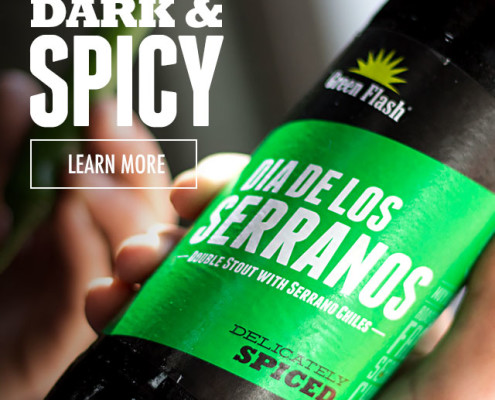 DARK &
SPICY
LEARN MORE
Green Flash
DIA DE LOS
SERRANOS
DOUBLE STOUT WITH SERRANO CHILES
DELICATELY
SPICED